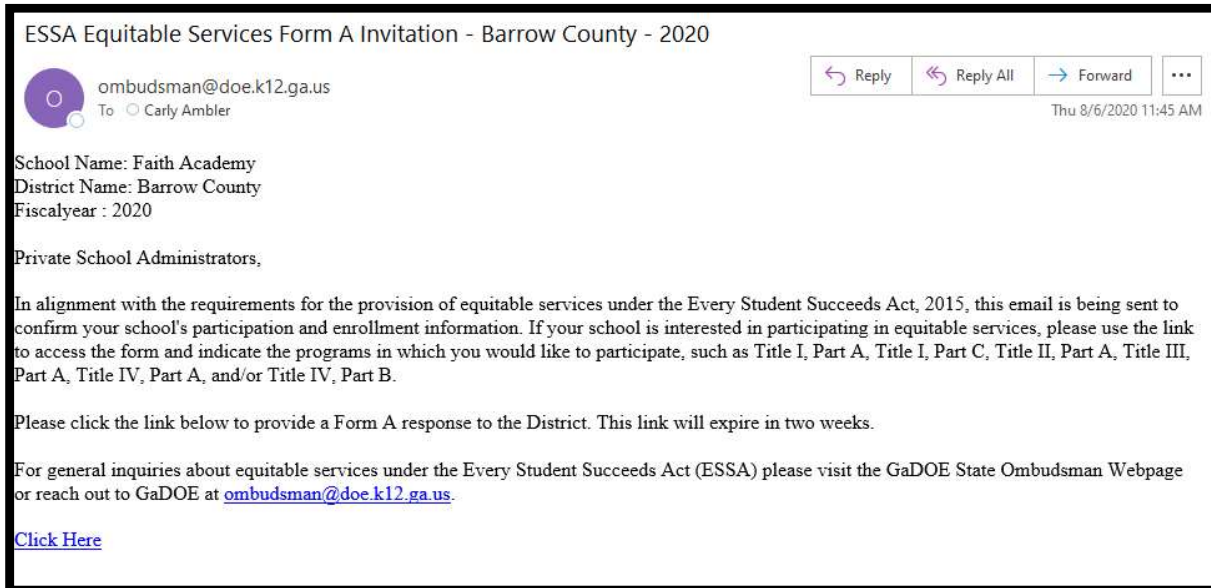 ESSA Equitable Services Form A Invitation - Barrow County - 2020
O
ombudsman@doe.k12.ga.us
To Carly Ambler
Reply
Reply All
Forward
...
Thu 8/6/2020 11:45 AM
School Name: Faith Academy
District Name: Barrow County
Fiscalyear : 2020
Private School Administrators,
In alignment with the requirements for the provision of equitable services under the Every Student Succeeds Act, 2015, this email is being sent to
confirm your school's participation and enrollment information. If your school is interested in participating in equitable services, please use the link
to access the form and indicate the programs in which you would like to participate, such as Title I, Part A, Title I, Part C, Title II, Part A, Title III,
Part A, Title IV, Part A, and/or Title IV, Part B.
Please click the link below to provide a Form A response to the District. This link will expire in two weeks.
For general inquiries about equitable services under the Every Student Succeeds Act (ESSA) please visit the GaDOE State Ombudsman Webpage
or reach out to GaDOE at ombudsman@doe.k12.ga.us.
Click Here